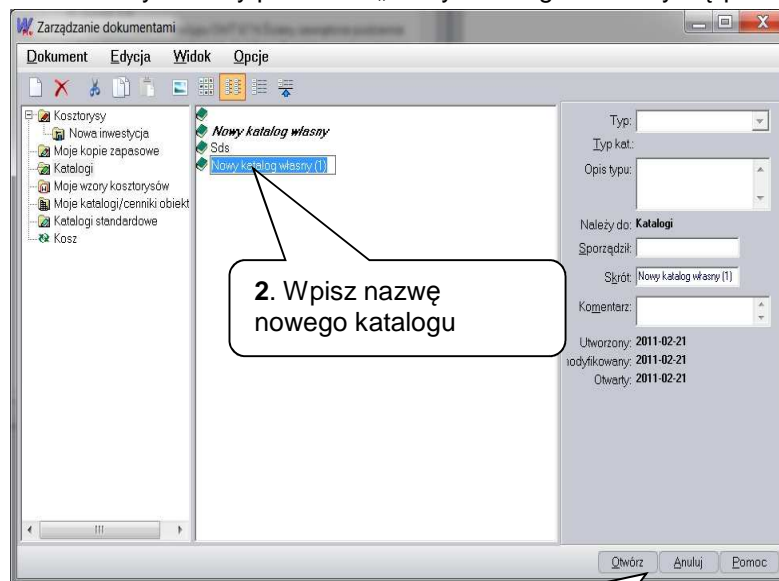 Zarządzanie dokumentami
Dokument Edycja Widok Opcje
Kosztorysy
Nowa inwestycja
Moje kopie zapasowe
Katalogi
Moje wzory kosztorysów
Moje katalogi/cenniki obiekt
Katalogi standardowe
Kosz
Nowy katalog własny
Sds
Nowy katalog własny (1)
2. Wpisz nazwę
nowego katalogu
Typ:
Typ kat.:
Opis typu:
Należy do: Katalogi
Sporządził:
Skrót: Nowy katalog własny (1)
Komentarz:
Utworzony: 2011-02-21
modyfikowany: 2011-02-21
Otwarty: 2011-02-21
Otwórz Anuluj Pomoc